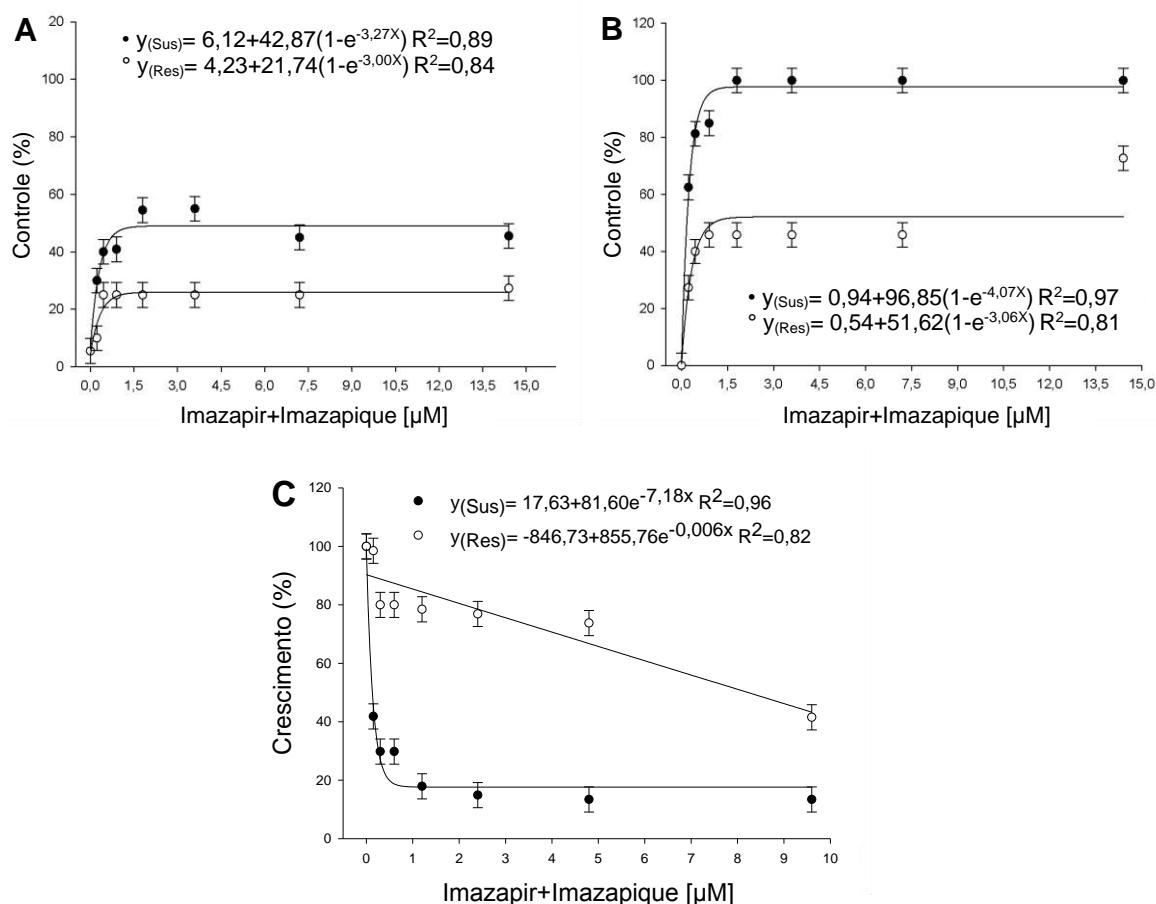 A
● y(Sus)= 6,12+42,87(1-e^-3,27X) R²=0,89
○ y(Res)= 4,23+21,74(1-e^-3,00X) R²=0,84
Controle (%)
20
80
60
40
20
0
0,0 1,5 3,0 4,5 6,0 7,5 9,0 10,5 12,0 13,5 15,0
Imazapir+Imazapique [µM]
B
Controle (%)
120
100
80
60
40
20
0
● y(Sus)= 0,94+96,85(1-e^-4,07X) R²=0,97
○ y(Res)= 0,54+51,62(1-e^-3,06X) R²=0,81
0,0 1,5 3,0 4,5 6,0 7,5 9,0 10,5 12,0 13,5 15,0
Imazapir+Imazapique [µM]
C
● y(Sus)= 17,63+81,60e^-7,18x R²=0,96
○ y(Res)= -846,73+855,76e^-0,006x R²=0,82
Crescimento (%)
120
100
80
60
40
20
0
0 1 2 3 4 5 6 7 8 9 10
Imazapir+Imazapique [µM]